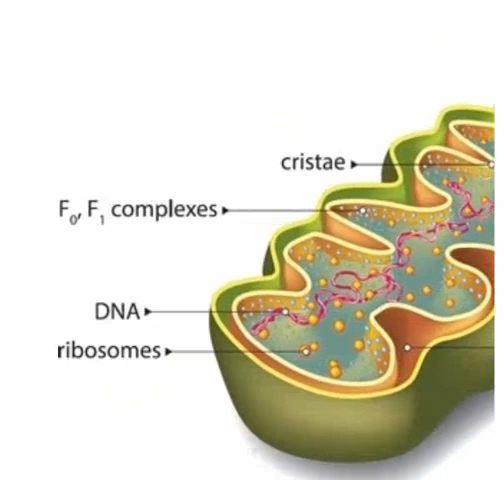 cristae
F₀, F₁ complexes
DNA
ribosomes